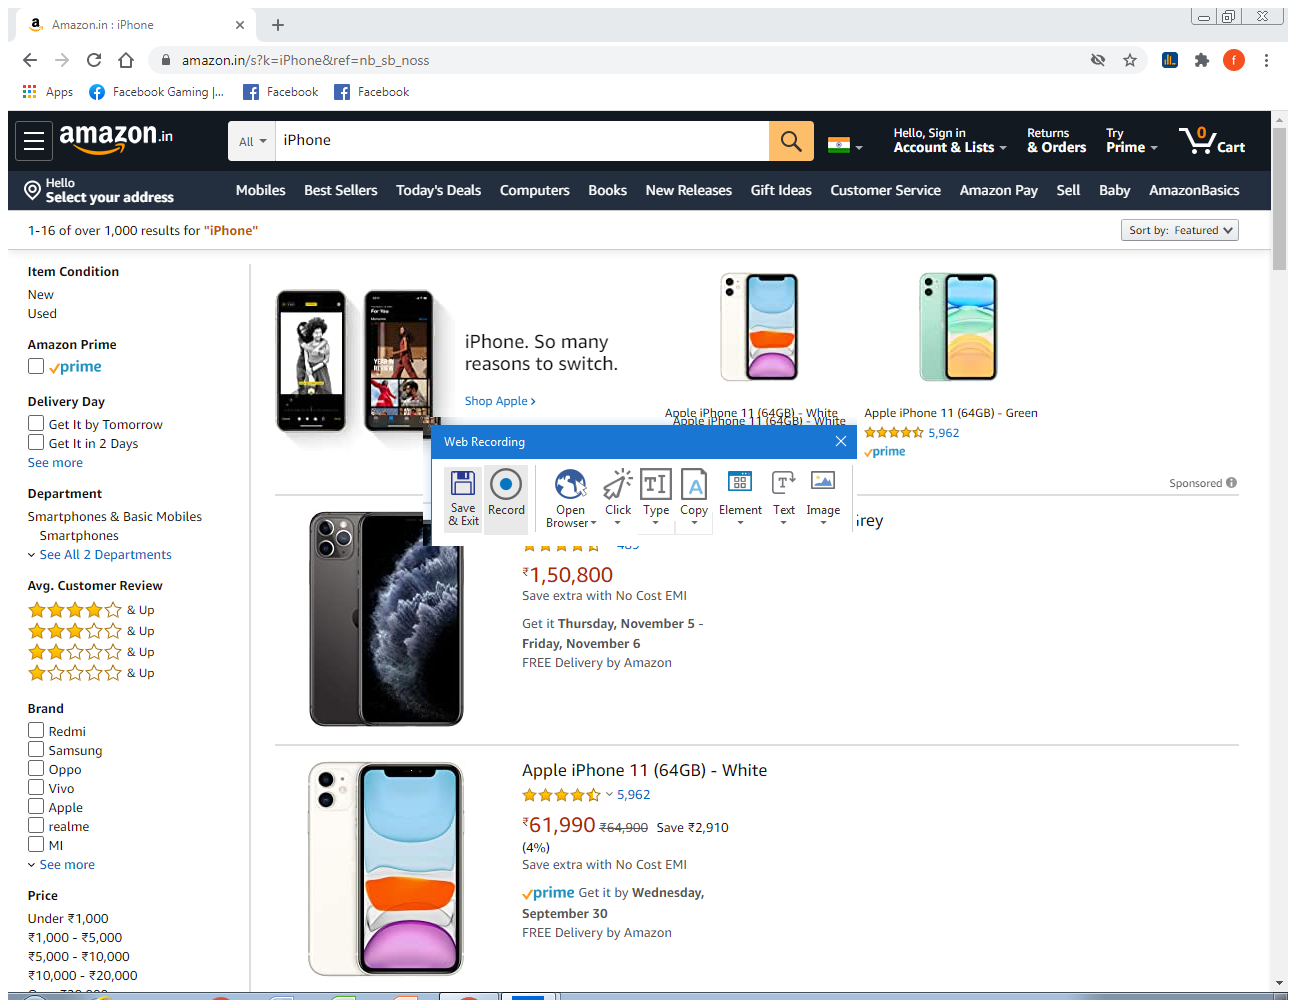 Amazon.in : iPhone
amazon.in/s?k=iPhone&ref=nb_sb_noss
f
Apps
Facebook Gaming |...
Facebook
Facebook
amazon.in
All
iPhone
Hello, Sign in
Account & Lists
Returns
& Orders
Try
Prime
0
Cart
Hello
Select your address
Mobiles Best Sellers Today's Deals Computers Books New Releases Gift Ideas Customer Service Amazon Pay Sell Baby AmazonBasics
1-16 of over 1,000 results for "iPhone"
Sort by: Featured
Item Condition
New
Used
Amazon Prime
prime
Delivery Day
Get It by Tomorrow
Get It in 2 Days
See more
Department
Smartphones & Basic Mobiles
Smartphones
See All 2 Departments
Avg. Customer Review
& Up
& Up
& Up
& Up
Brand
Redmi
Samsung
Oppo
Vivo
Apple
realme
MI
See more
Price
Under ₹1,000
₹1,000 - ₹5,000
₹5,000 - ₹10,000
₹10,000 - ₹20,000
iPhone. So many
reasons to switch.
Shop Apple
Apple iPhone 11 (64GB) - White
Apple iPhone 11 (64GB) - White
Apple iPhone 11 (64GB) - Green
5,962
prime
Sponsored
Web Recording
Save
& Exit
Record
Open
Browser
Click
Type
Copy
Element
Text
Image
₹1,50,800
Save extra with No Cost EMI
Get it Thursday, November 5 -
Friday, November 6
FREE Delivery by Amazon
Apple iPhone 11 (64GB) - White
5,962
₹61,990 ₹64,900 Save ₹2,910
(4%)
Save extra with No Cost EMI
prime Get it by Wednesday,
September 30
FREE Delivery by Amazon